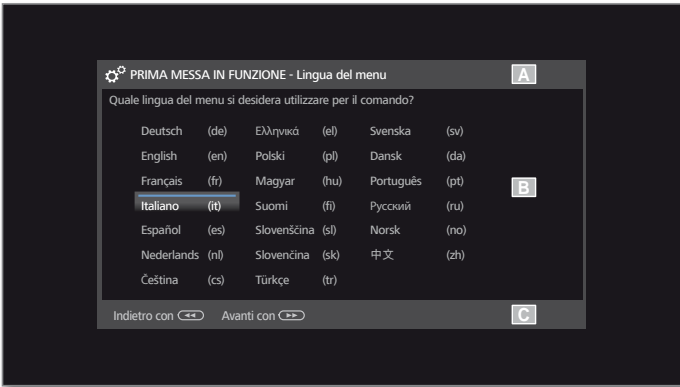 PRIMA MESSA IN FUNZIONE - Lingua del menu A
Quale lingua del menu si desidera utilizzare per il comando?
Deutsch (de) Ελληνικά (el) Svenska (sv)
English (en) Polski (pl) Dansk (da)
Français (fr) Magyar (hu) Português (pt)
B
Italiano (it) Suomi (fi) Русский (ru)
Español (es) Slovenščina (sl) Norsk (no)
Nederlands (nl) Slovenčina (sk) 中文 (zh)
Čeština (cs) Türkçe (tr)
Indietro con Avanti con C